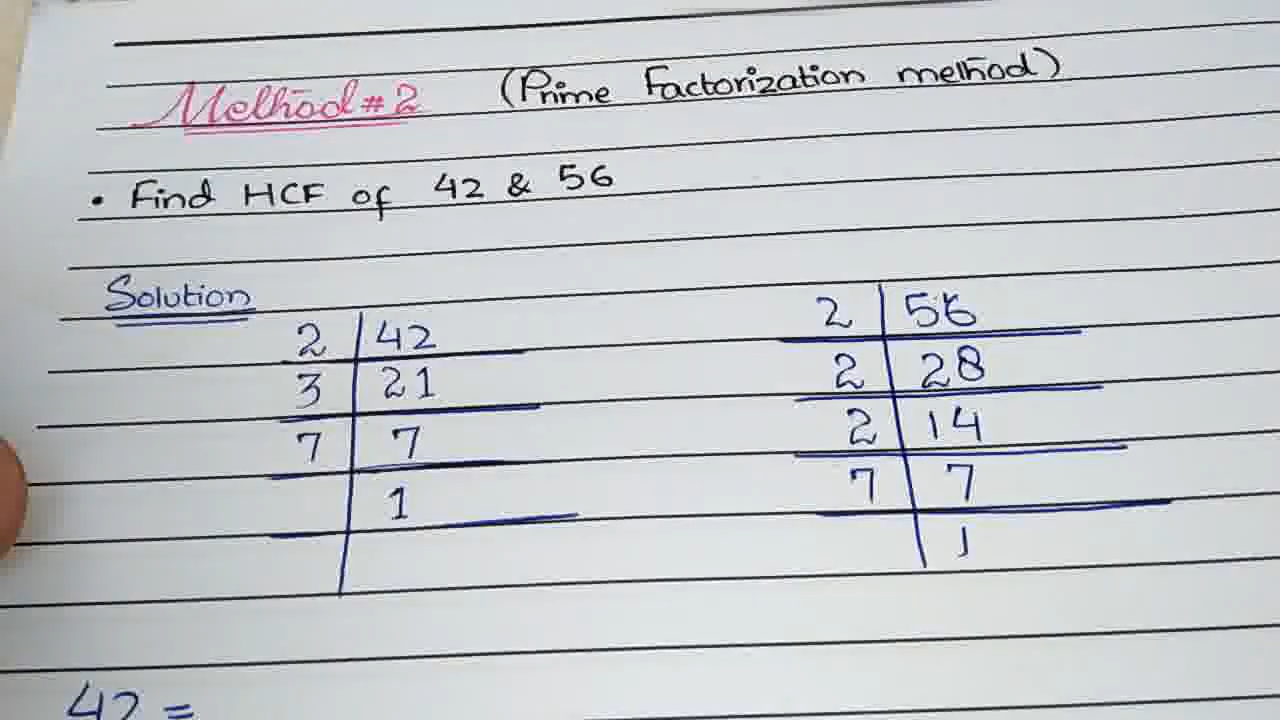 Method #2 (Prime Factorization method)
• Find HCF of 42 & 56
Solution
2 | 42
3 | 21
7 | 7
1
2 | 56
2 | 28
2 | 14
7 | 7
1
42 =